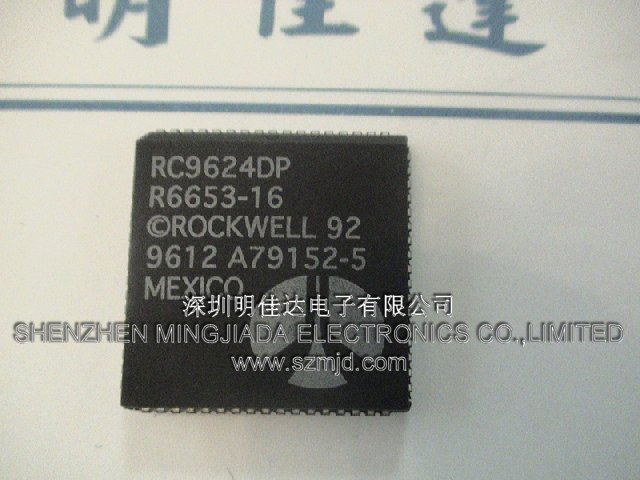 明佳達
RC9624DP
R6653-16
©ROCKWELL 92
9612 A79152-5
MEXICO
深圳明佳达电子有限公司
SHENZHEN MINGJIADA ELECTRONICS CO.,LIMITED
www.szmjd.com